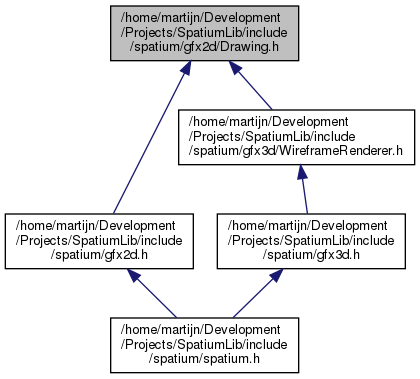 /home/martijn/Development
/Projects/SpatiumLib/include
/spatium/gfx2d/Drawing.h
/home/martijn/Development
/Projects/SpatiumLib/include
/spatium/gfx3d/WireframeRenderer.h
/home/martijn/Development
/Projects/SpatiumLib/include
/spatium/gfx2d.h
/home/martijn/Development
/Projects/SpatiumLib/include
/spatium/gfx3d.h
/home/martijn/Development
/Projects/SpatiumLib/include
/spatium/spatium.h